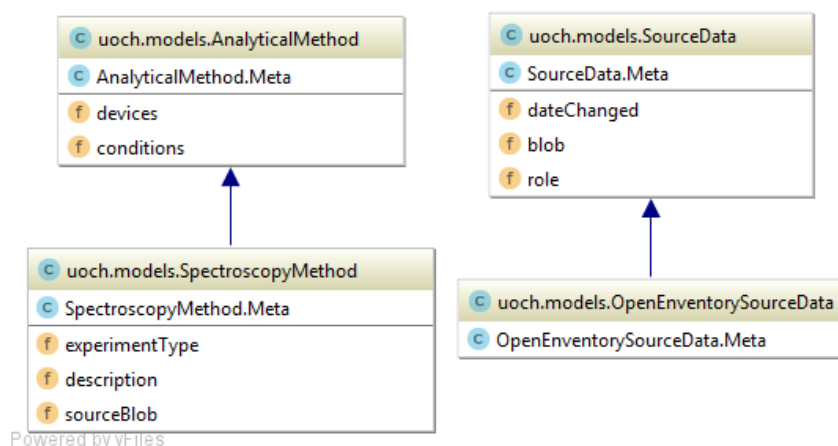 C uoch.models.AnalyticalMethod
C AnalyticalMethod.Meta
f devices
f conditions
C uoch.models.SourceData
C SourceData.Meta
f dateChanged
f blob
f role
C uoch.models.SpectroscopyMethod
C SpectroscopyMethod.Meta
f experimentType
f description
f sourceBlob
C uoch.models.OpenEnventorySourceData
C OpenEnventorySourceData.Meta
Powered by yFiles